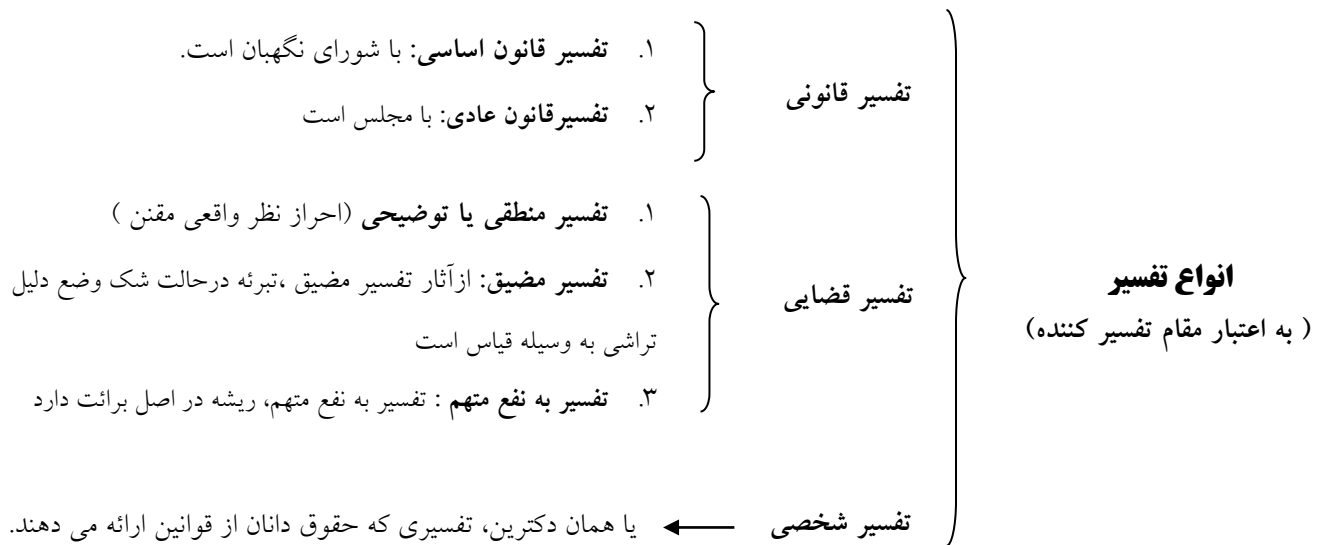 انواع تفسیر
( به اعتبار مقام تفسیر کننده)
تفسیر قانونی
۱. تفسیر قانون اساسی: با شورای نگهبان است.
۲. تفسیرقانون عادی: با مجلس است
تفسیر قضایی
۱. تفسیر منطقی یا توضیحی (احراز نظر واقعی مقنن )
۲. تفسیر مضیق: ازآثار تفسیر مضیق ،تبرئه درحالت شک وضع دلیل
تراشی به وسیله قیاس است
۳. تفسیر به نفع متهم : تفسیر به نفع متهم، ریشه در اصل برائت دارد
تفسیر شخصی
یا همان دکترین، تفسیری که حقوق دانان از قوانین ارائه می دهند.